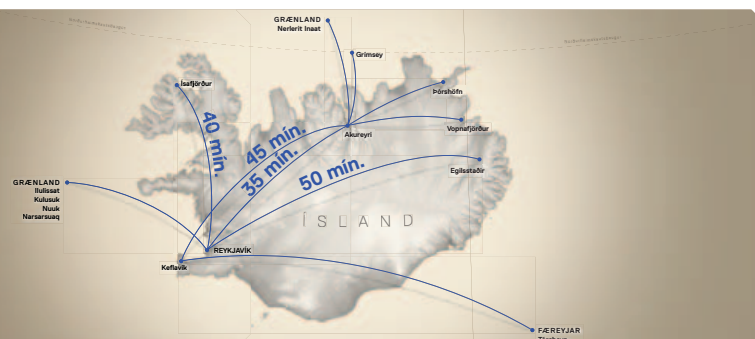 GRÆNLAND
Nerlerit Inaat
Grímsey
Ísafjörður
Þórshöfn
40 mín.
45 mín.
35 mín.
50 mín.
Akureyri
Vopnafjörður
Egilsstaðir
GRÆNLAND
Ilulissat
Kulusuk
Nuuk
Narsarsuaq
ÍSLAND
REYKJAVÍK
Keflavík
FÆREYJAR